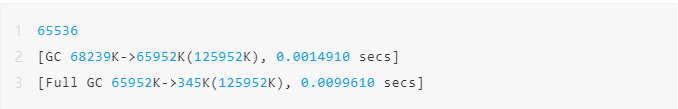 1 65536
2 [GC 68239K->65952K(125952K), 0.0014910 secs]
3 [Full GC 65952K->345K(125952K), 0.0099610 secs]